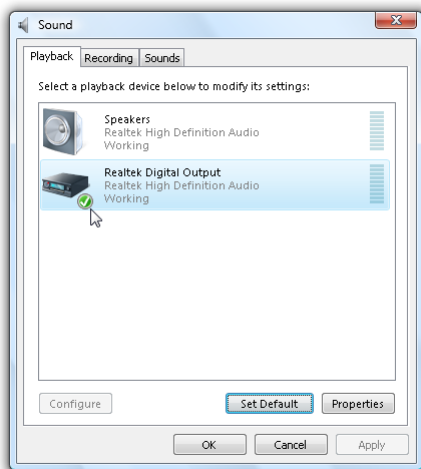 Sound
Playback Recording Sounds
Select a playback device below to modify its settings:
Speakers
Realtek High Definition Audio
Working
Realtek Digital Output
Realtek High Definition Audio
Working
Configure Set Default Properties
OK Cancel Apply